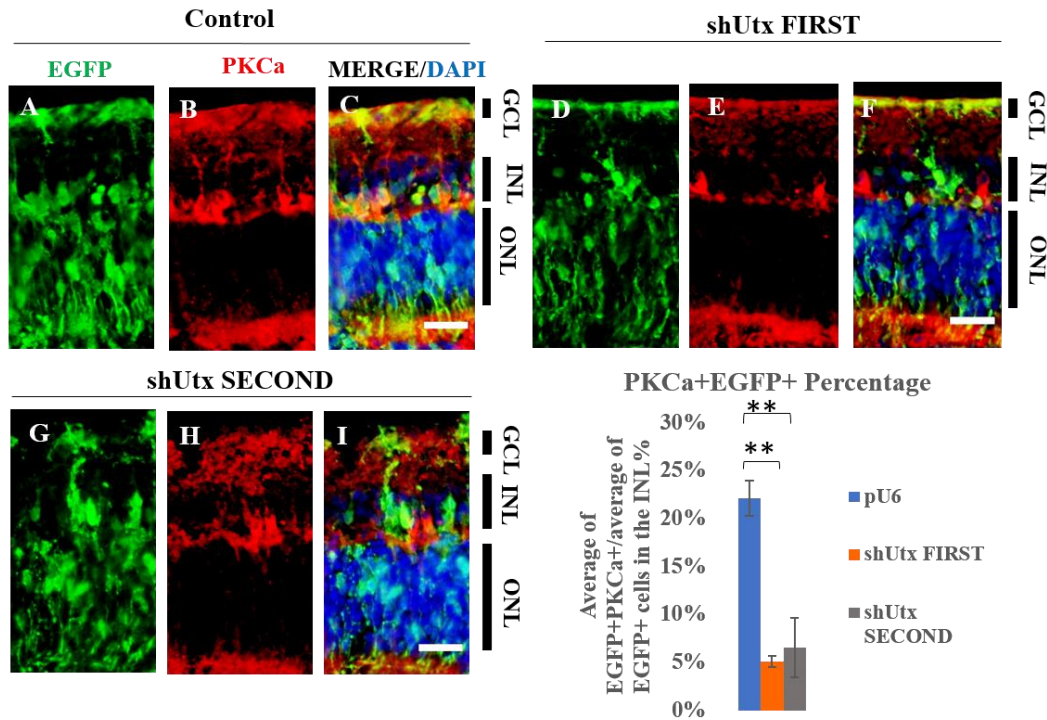 Control
EGFP
PKCa
MERGE/DAPI
A
B
C
GCL
INL
ONL
shUtx FIRST
D
E
F
GCL
INL
ONL
shUtx SECOND
G
H
I
GCL
INL
ONL
PKCa+EGFP+ Percentage
Average of
EGFP+PKCa+/average of
EGFP+ cells in the INL%
30%
25%
20%
15%
10%
5%
0%
**
**
pU6
shUtx FIRST
shUtx
SECOND